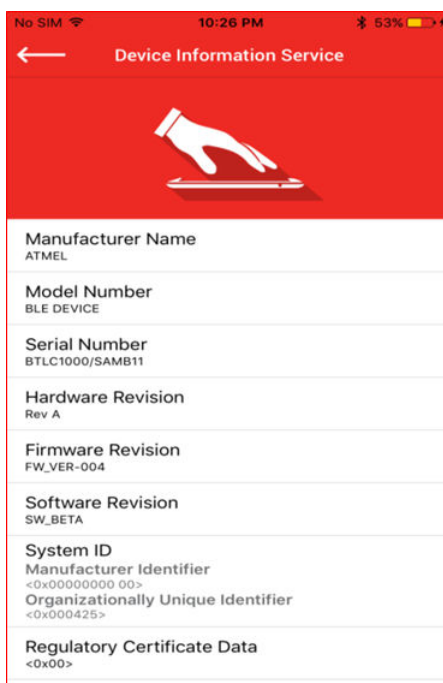 No SIM 10:26 PM 53%
Device Information Service
Manufacturer Name
ATMEL
Model Number
BLE DEVICE
Serial Number
BTLC1000/SAMB11
Hardware Revision
Rev A
Firmware Revision
FW_VER-004
Software Revision
SW_BETA
System ID
Manufacturer Identifier
<0x00000000 00>
Organizationally Unique Identifier
<0x000425>
Regulatory Certificate Data
<0x00>